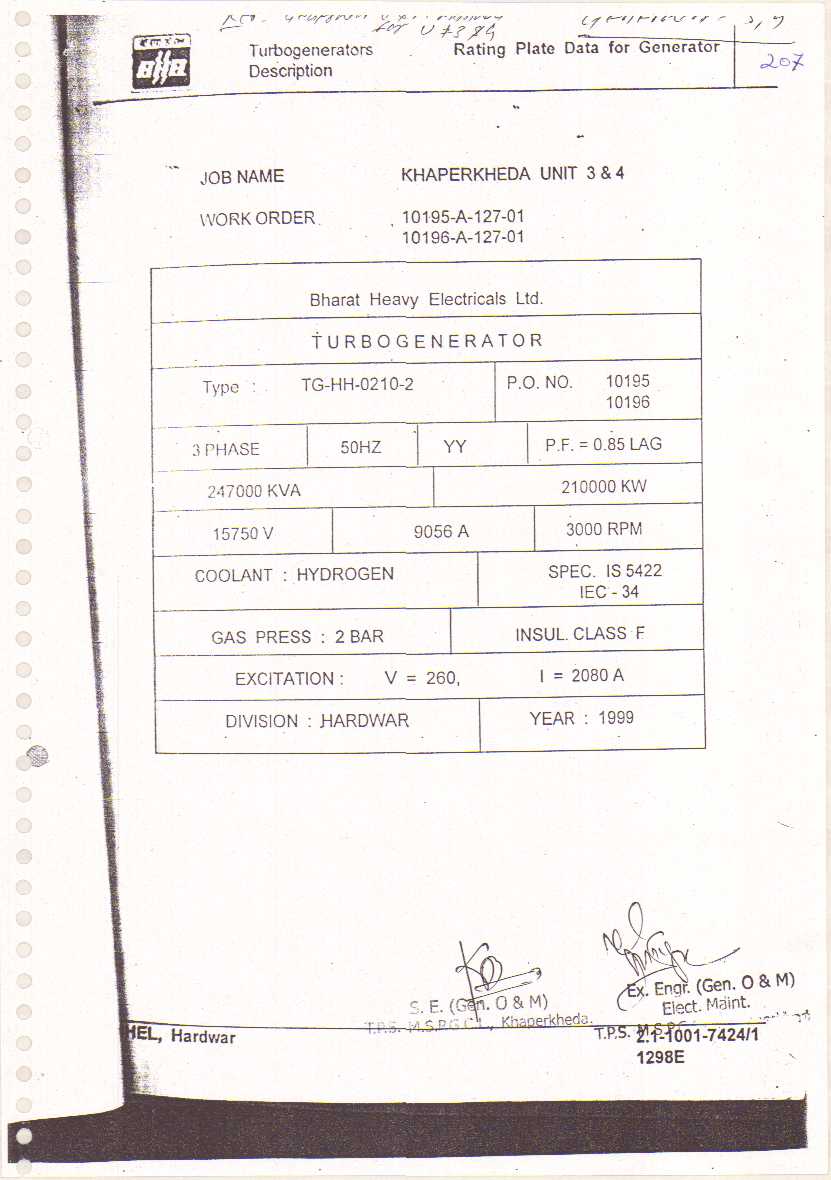 for U 3 & 4
207
Turbogenerators
Description
Rating Plate Data for Generator
JOB NAME KHAPERKHEDA UNIT 3 & 4
WORK ORDER 10195-A-127-01
10196-A-127-01
Bharat Heavy Electricals Ltd.
TURBOGENERATOR
Type : TG-HH-0210-2 P.O. NO. 10195
10196
3 PHASE 50HZ YY P.F. = 0.85 LAG
247000 KVA 210000 KW
15750 V 9056 A 3000 RPM
COOLANT : HYDROGEN SPEC. IS 5422
IEC - 34
GAS PRESS : 2 BAR INSUL. CLASS F
EXCITATION : V = 260, I = 2080 A
DIVISION : HARDWAR YEAR : 1999
S. E. (Gen. O & M)
T.P.S. M.S.P.G.C.L., Khaperkheda.
Ex. Engr. (Gen. O & M)
Elect. Maint.
T.P.S. M.S.P.G
HEL, Hardwar
2.1-1001-7424/1
1298E